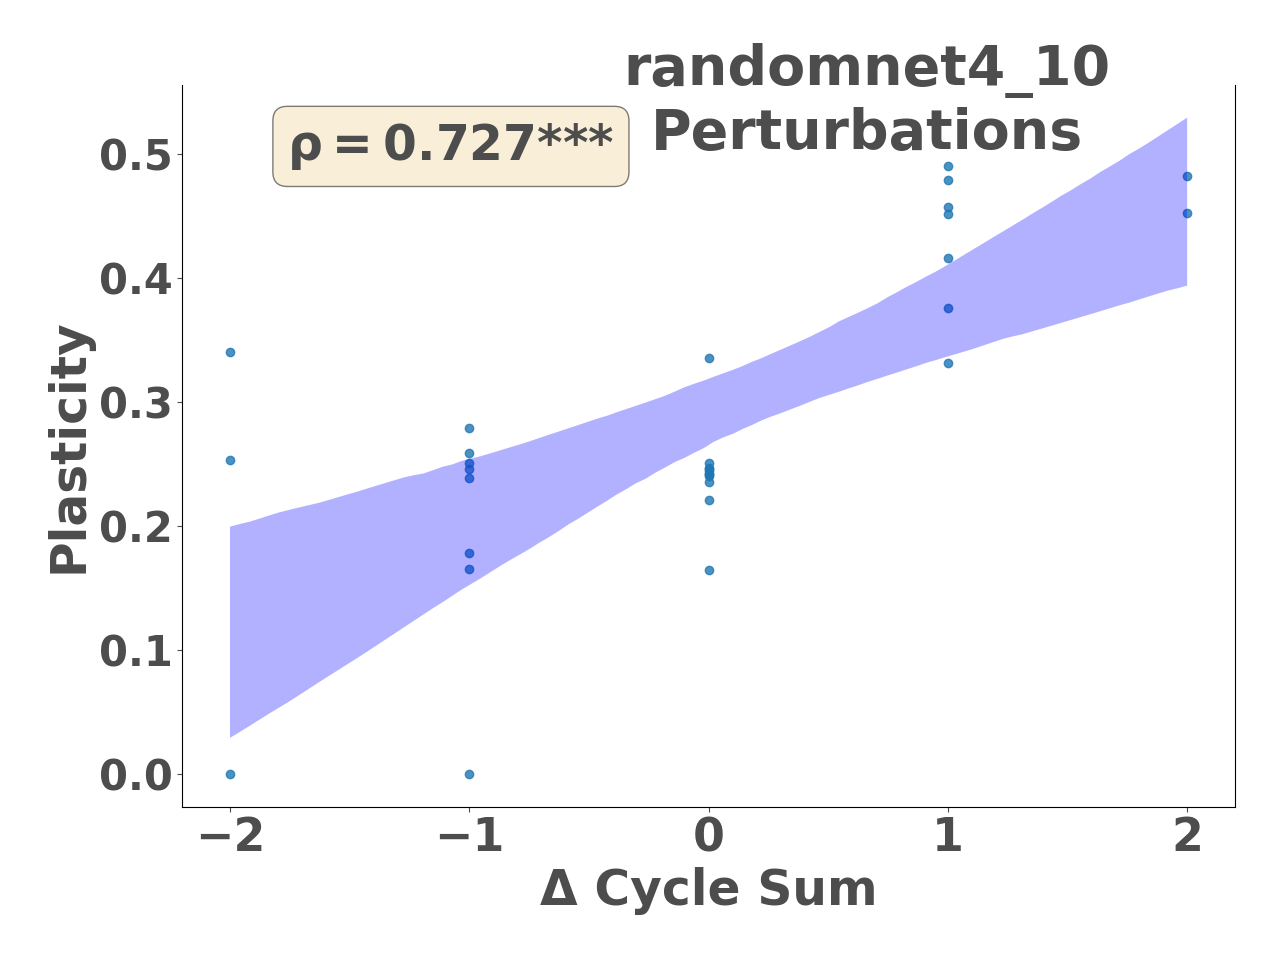 randomnet4_10
Perturbations
ρ = 0.727***
0.5
0.4
0.3
0.2
0.1
0.0
Plasticity
−2 −1 0 1 2
Δ Cycle Sum